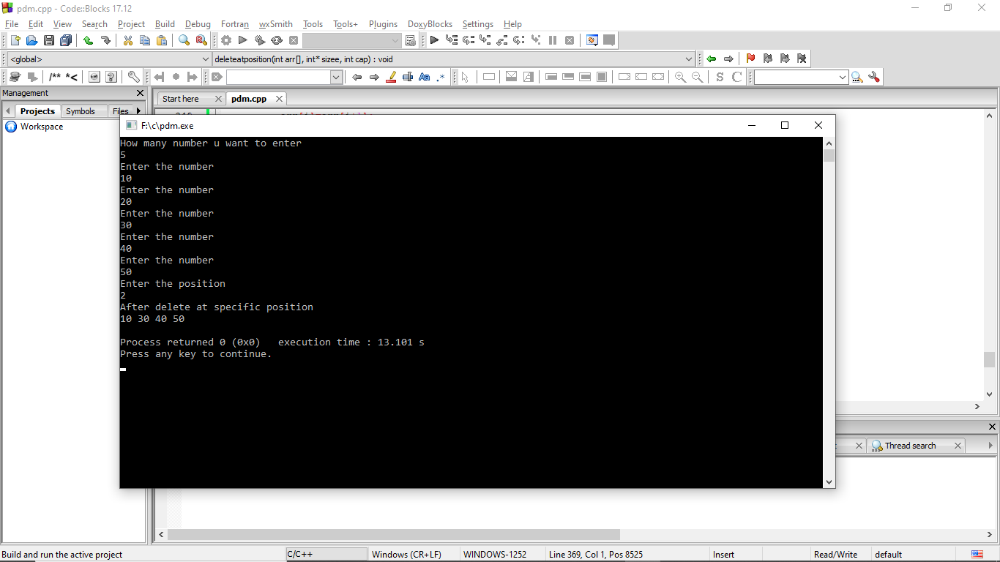 pdm.cpp - Code::Blocks 17.12
File Edit View Search Project Build Debug Fortran wxSmith Tools Tools+ Plugins DoxyBlocks Settings Help
<global> deleteatposition(int arr[], int* sizee, int cap) : void
/** *< Aa .* S C
Management
Start here pdm.cpp
Projects Symbols Files
Workspace
F:\c\pdm.exe
How many number u want to enter
5
Enter the number
10
Enter the number
20
Enter the number
30
Enter the number
40
Enter the number
50
Enter the position
2
After delete at specific position
10 30 40 50
Process returned 0 (0x0) execution time : 13.101 s
Press any key to continue.
Thread search
Build and run the active project C/C++ Windows (CR+LF) WINDOWS-1252 Line 369, Col 1, Pos 8525 Insert Read/Write default